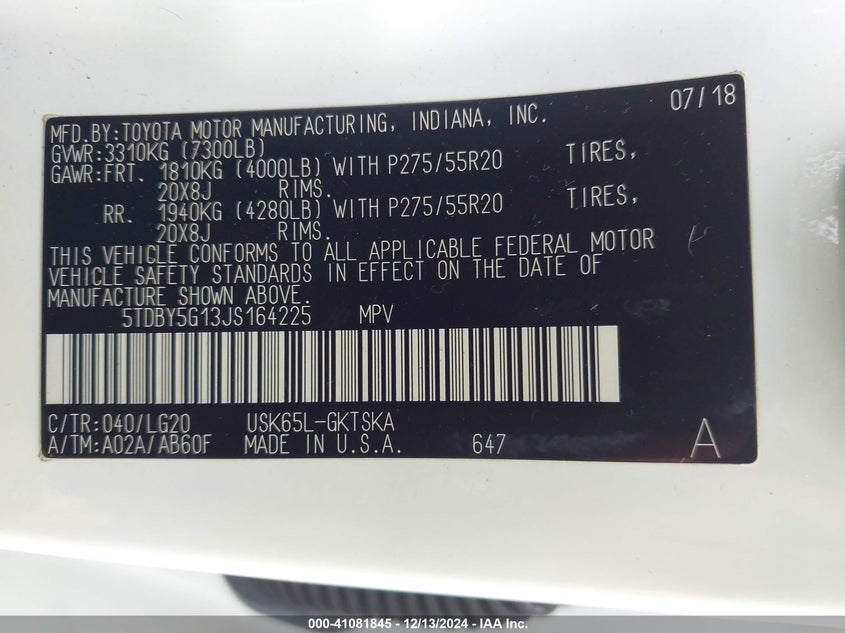 07/18
MFD.BY:TOYOTA MOTOR MANUFACTURING, INDIANA, INC.
GVWR:3310KG (7300LB)
GAWR:FRT. 1810KG (4000LB) WITH P275/55R20 TIRES,
20X8J RIMS.
RR. 1940KG (4280LB) WITH P275/55R20 TIRES,
20X8J RIMS.
THIS VEHICLE CONFORMS TO ALL APPLICABLE FEDERAL MOTOR
VEHICLE SAFETY STANDARDS IN EFFECT ON THE DATE OF
MANUFACTURE SHOWN ABOVE.
5TDBY5G13JS164225 MPV
C/TR:040/LG20 USK65L-GKTSKA
A/TM:A02A/AB60F MADE IN U.S.A. 647 A
000-41081845 - 12/13/2024 - IAA Inc.